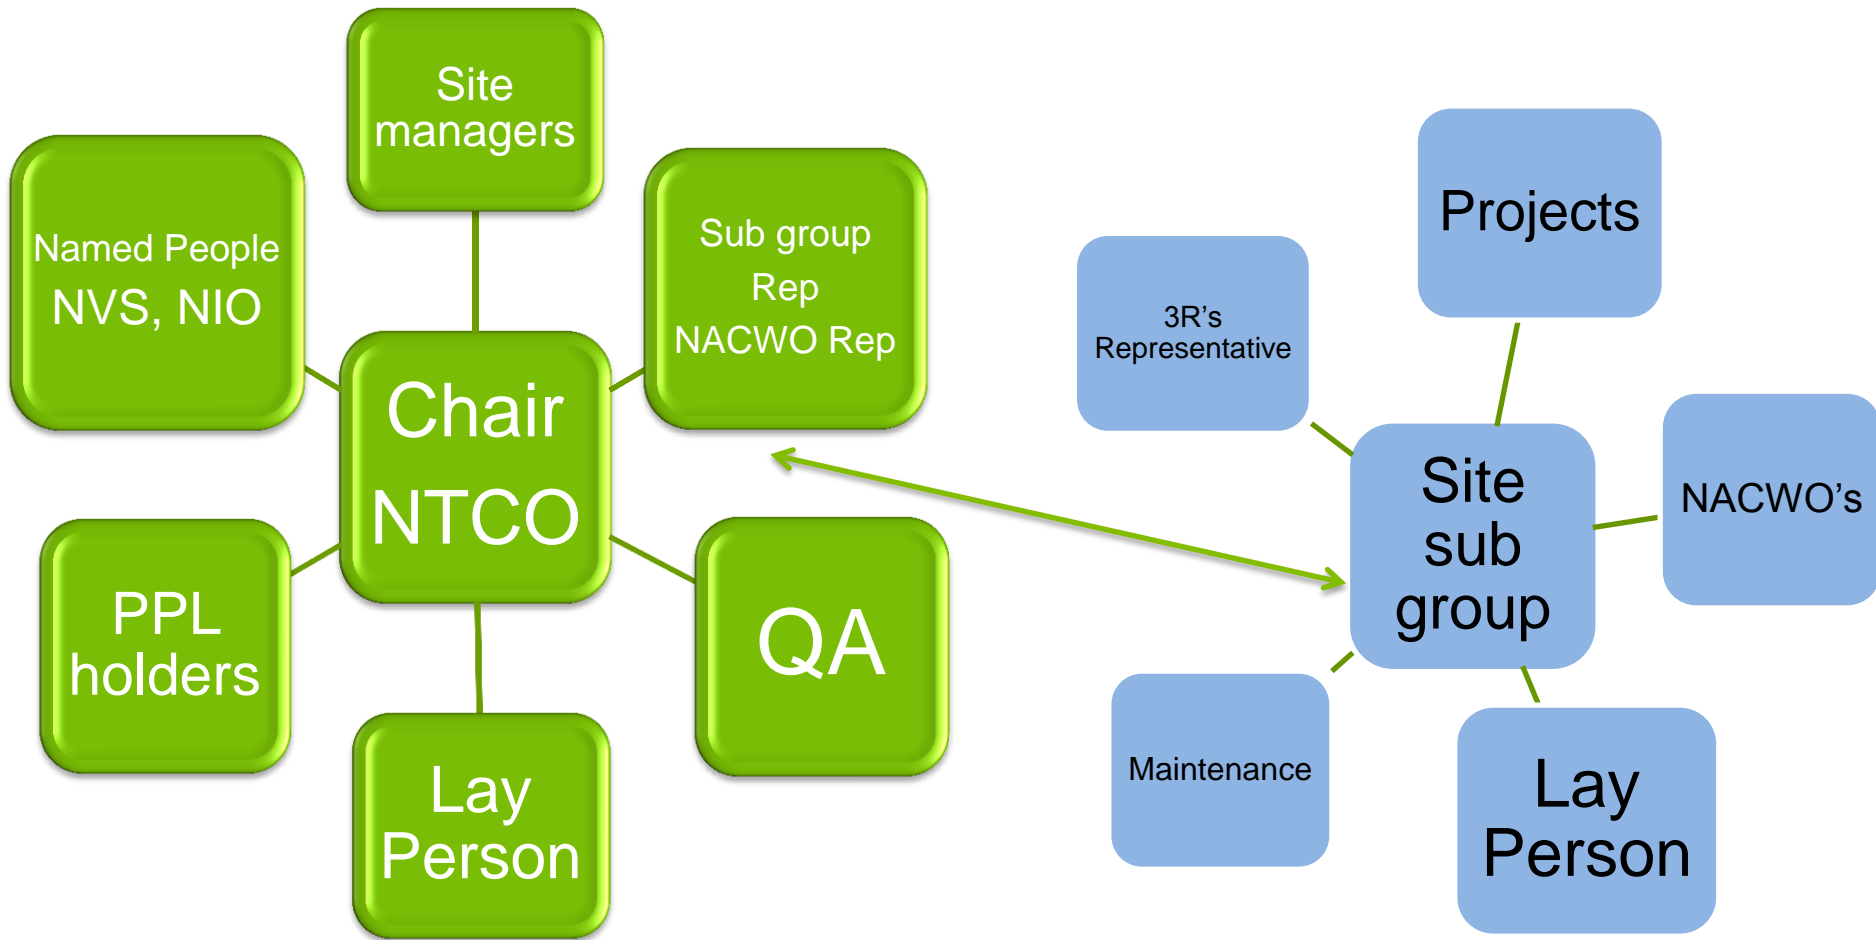 Site
managers
Named People
NVS, NIO
Sub group
Rep
NACWO Rep
Chair
NTCO
PPL
holders
QA
Lay
Person
Projects
3R’s
Representative
Site
sub
group
NACWO’s
Maintenance
Lay
Person